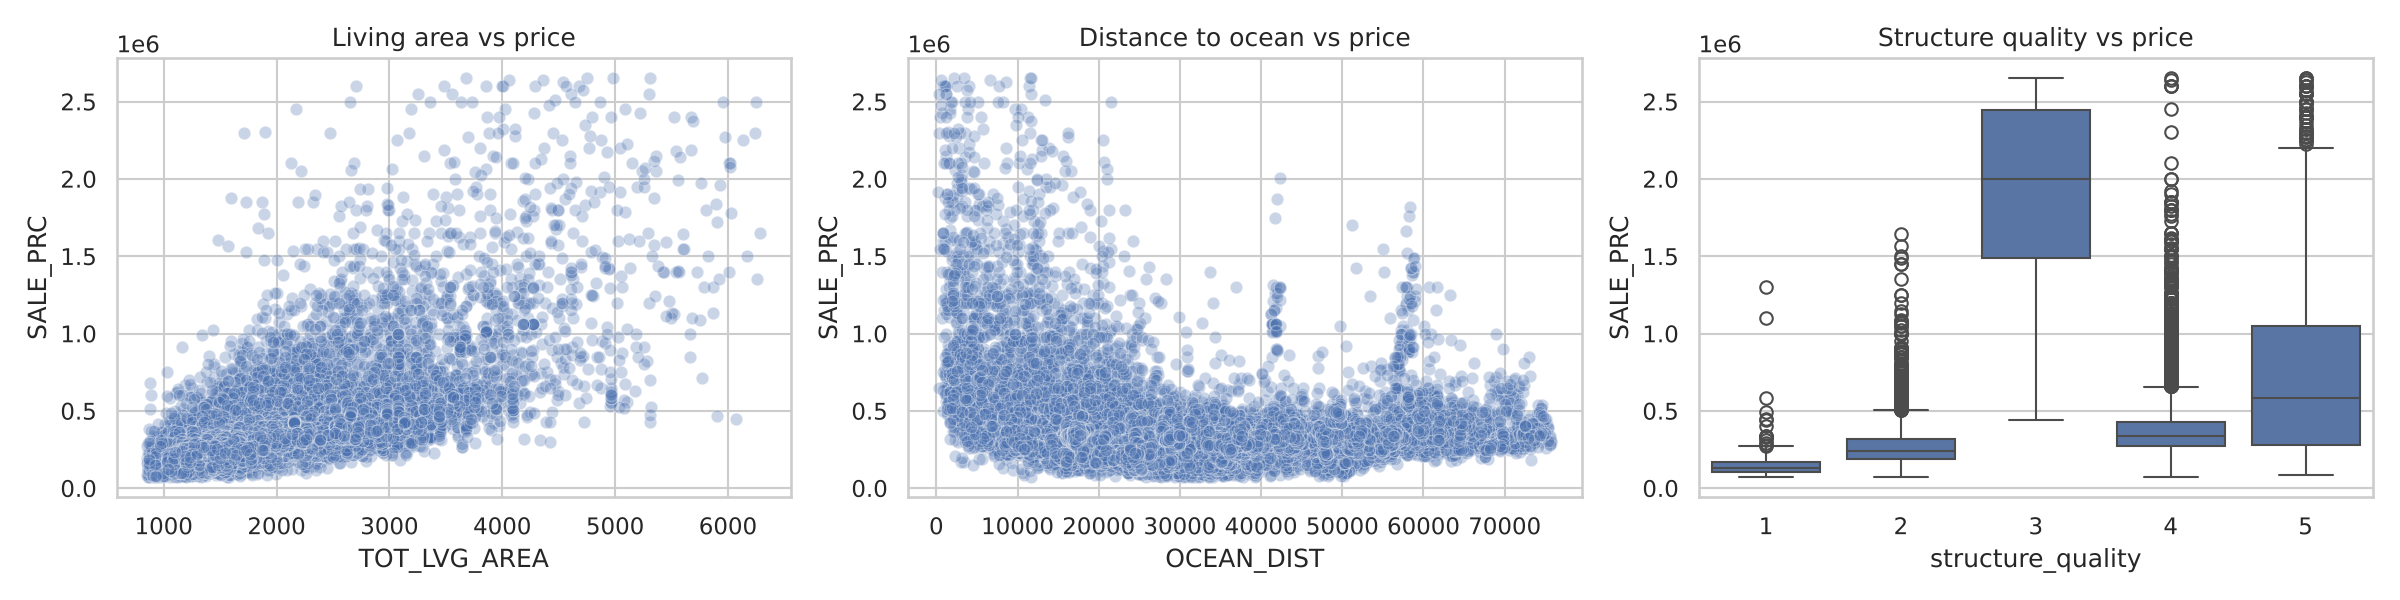 Living area vs price
1e6
2.5
2.0
1.5
1.0
0.5
0.0
SALE_PRC
1000 2000 3000 4000 5000 6000
TOT_LVG_AREA
Distance to ocean vs price
1e6
2.5
2.0
1.5
1.0
0.5
0.0
SALE_PRC
0 10000 20000 30000 40000 50000 60000 70000
OCEAN_DIST
Structure quality vs price
1e6
2.5
2.0
1.5
1.0
0.5
0.0
SALE_PRC
1 2 3 4 5
structure_quality